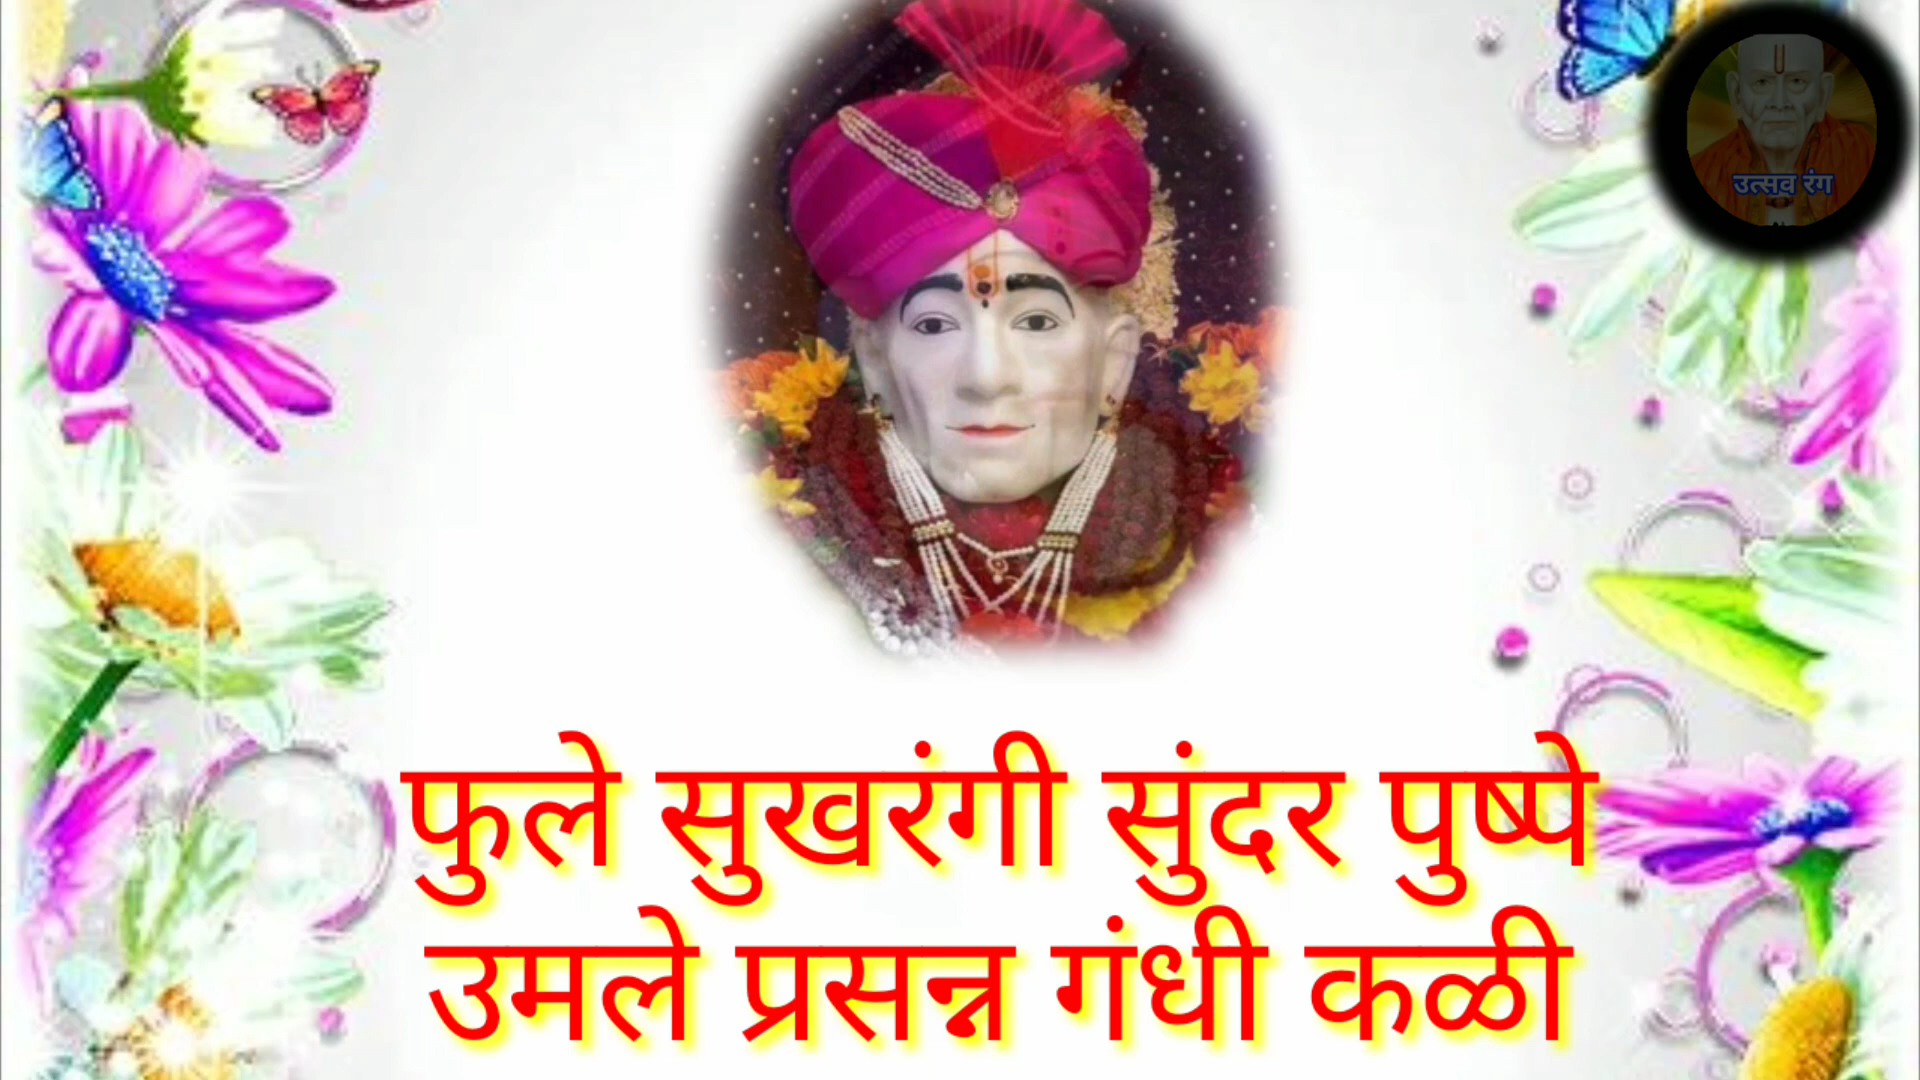 उत्सव रंग
फुले सुखरंगी सुंदर पुष्पे
उमले प्रसन्न गंधी कळी